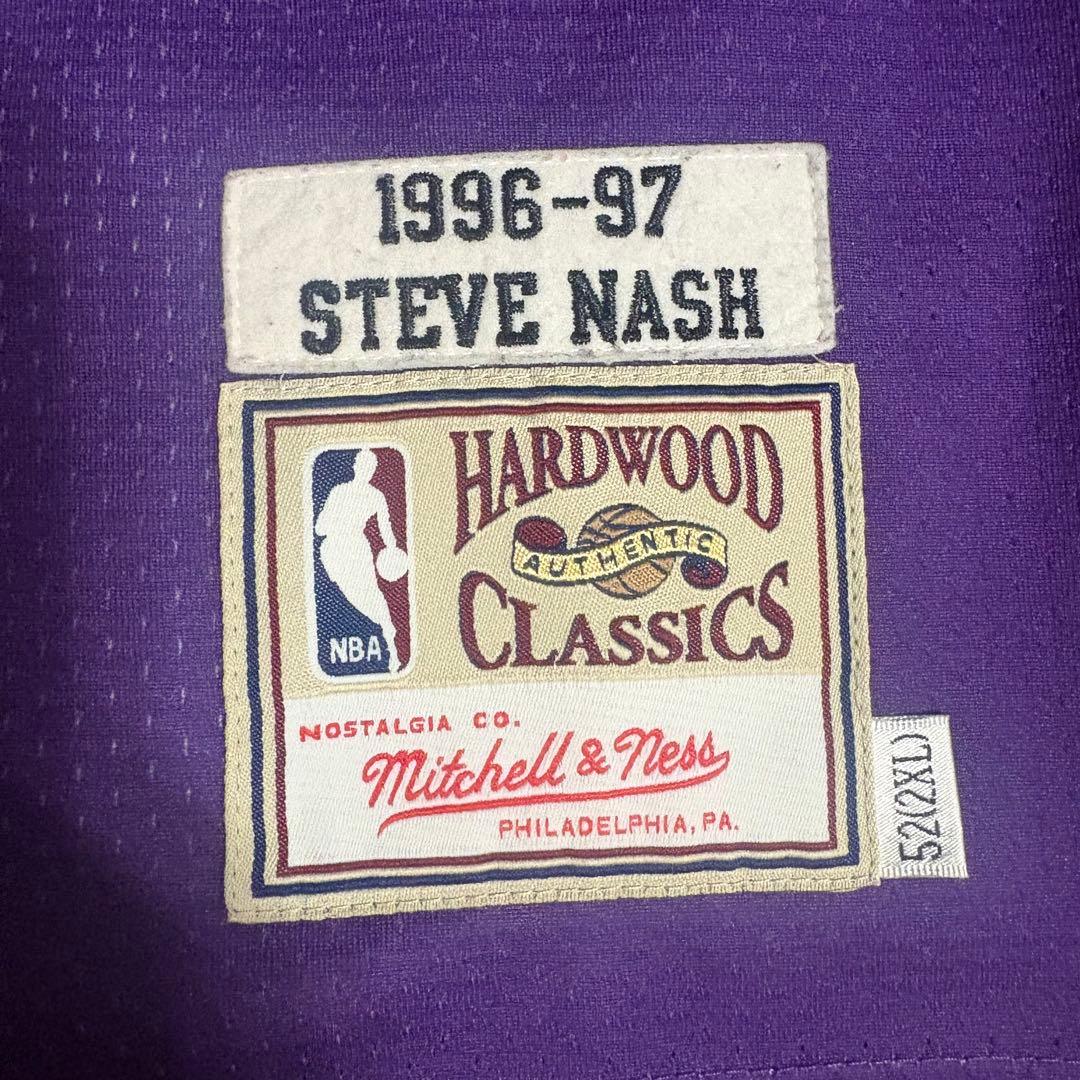 1996-97
STEVE NASH
HARDWOOD
AUTHENTIC
CLASSICS
NBA
NOSTALGIA CO.
Mitchell & Ness
PHILADELPHIA, PA.
52(2XL)